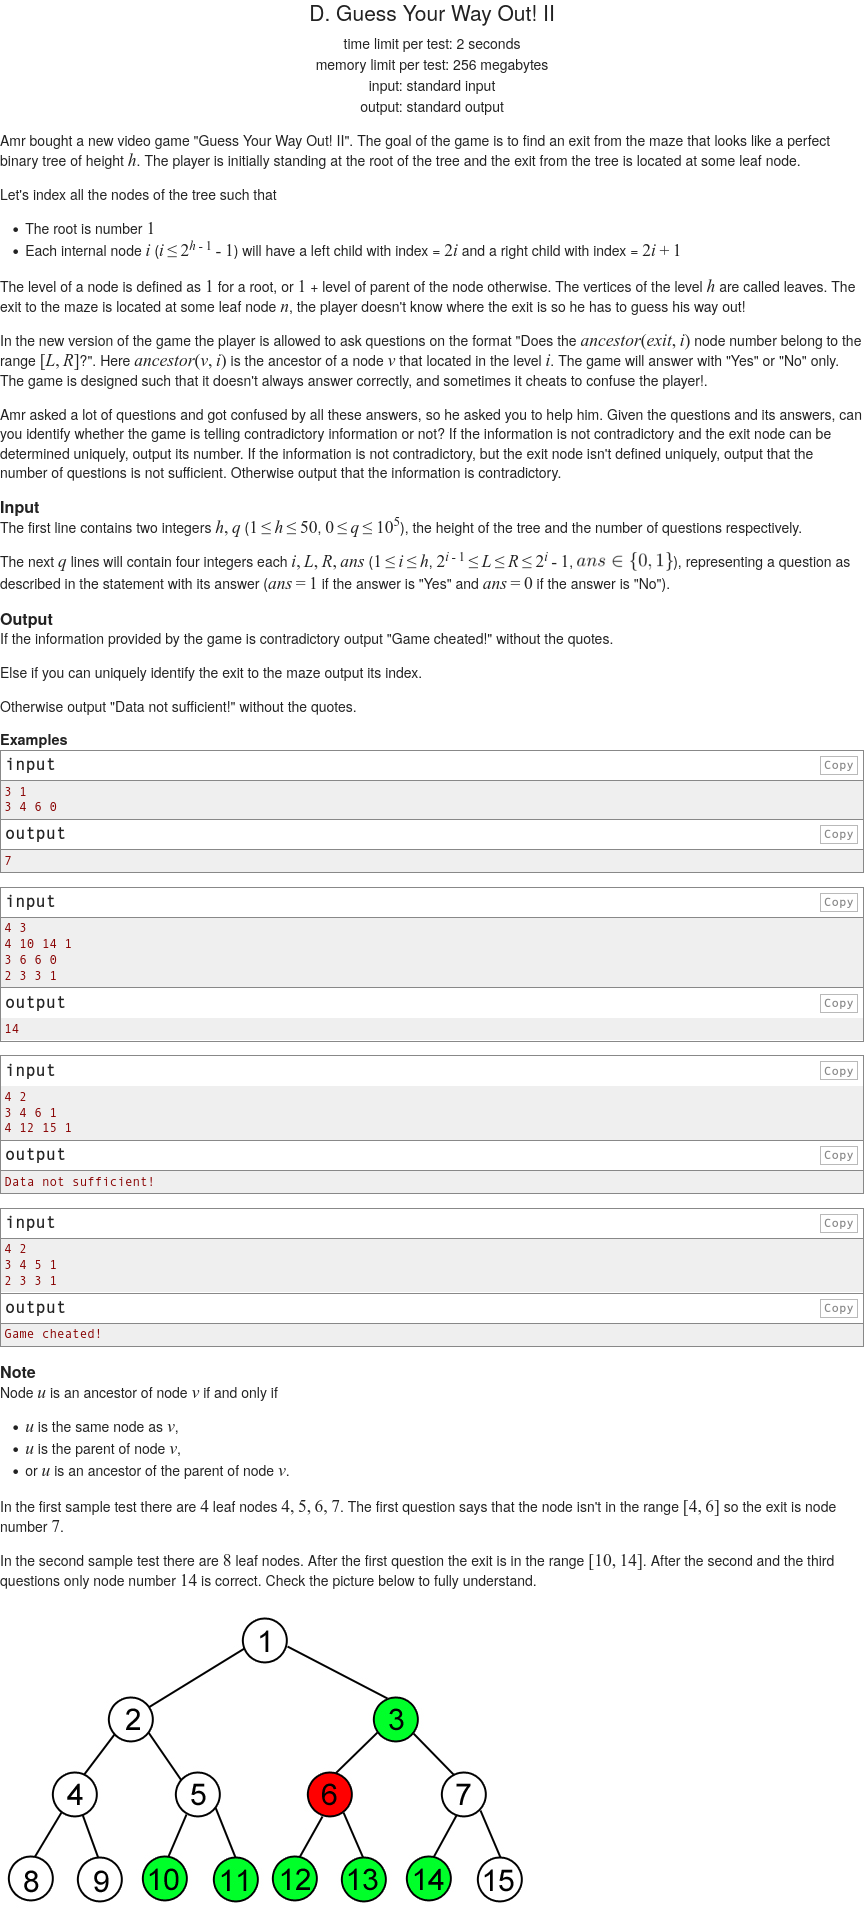 D. Guess Your Way Out! II
time limit per test: 2 seconds
memory limit per test: 256 megabytes
input: standard input
output: standard output
Amr bought a new video game "Guess Your Way Out! II". The goal of the game is to find an exit from the maze that looks like a perfect
binary tree of height h. The player is initially standing at the root of the tree and the exit from the tree is located at some leaf node.
Let's index all the nodes of the tree such that
• The root is number 1
• Each internal node i (i ≤ 2^{h - 1} - 1) will have a left child with index = 2i and a right child with index = 2i + 1
The level of a node is defined as 1 for a root, or 1 + level of parent of the node otherwise. The vertices of the level h are called leaves. The
exit to the maze is located at some leaf node n, the player doesn't know where the exit is so he has to guess his way out!
In the new version of the game the player is allowed to ask questions on the format "Does the ancestor(exit, i) node number belong to the
range [L, R]?". Here ancestor(v, i) is the ancestor of a node v that located in the level i. The game will answer with "Yes" or "No" only.
The game is designed such that it doesn't always answer correctly, and sometimes it cheats to confuse the player!.
Amr asked a lot of questions and got confused by all these answers, so he asked you to help him. Given the questions and its answers, can
you identify whether the game is telling contradictory information or not? If the information is not contradictory and the exit node can be
determined uniquely, output its number. If the information is not contradictory, but the exit node isn't defined uniquely, output that the
number of questions is not sufficient. Otherwise output that the information is contradictory.
Input
The first line contains two integers h, q (1 ≤ h ≤ 50, 0 ≤ q ≤ 10^5), the height of the tree and the number of questions respectively.
The next q lines will contain four integers each i, L, R, ans (1 ≤ i ≤ h, 2^{i - 1} ≤ L ≤ R ≤ 2^i - 1, ans ∈ {0, 1}), representing a question as
described in the statement with its answer (ans = 1 if the answer is "Yes" and ans = 0 if the answer is "No").
Output
If the information provided by the game is contradictory output "Game cheated!" without the quotes.
Else if you can uniquely identify the exit to the maze output its index.
Otherwise output "Data not sufficient!" without the quotes.
Examples
input Copy
3 1
3 4 6 0
output Copy
7
input Copy
4 3
4 10 14 1
3 6 6 0
2 3 3 1
output Copy
14
input Copy
4 2
3 4 6 1
4 12 15 1
output Copy
Data not sufficient!
input Copy
4 2
3 4 5 1
2 3 3 1
output Copy
Game cheated!
Note
Node u is an ancestor of node v if and only if
• u is the same node as v,
• u is the parent of node v,
• or u is an ancestor of the parent of node v.
In the first sample test there are 4 leaf nodes 4, 5, 6, 7. The first question says that the node isn't in the range [4, 6] so the exit is node
number 7.
In the second sample test there are 8 leaf nodes. After the first question the exit is in the range [10, 14]. After the second and the third
questions only node number 14 is correct. Check the picture below to fully understand.
1
2 3
4 5 6 7
8 9 10 11 12 13 14 15